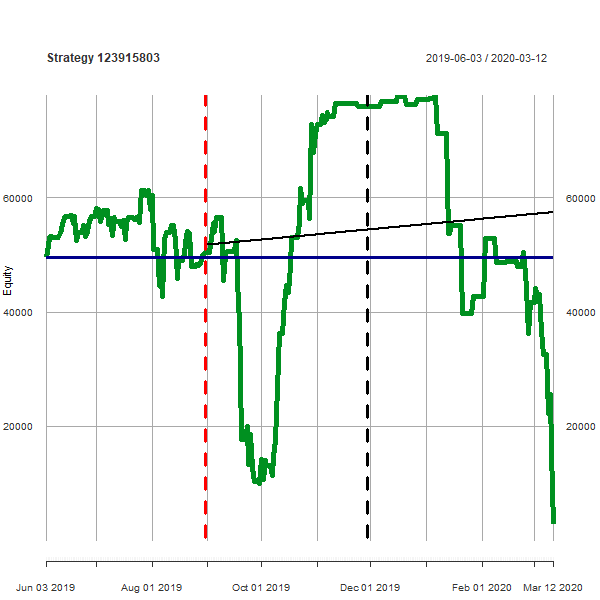 Strategy 123915803
2019-06-03 / 2020-03-12
60000
60000
Equity
40000
40000
20000
20000
Jun 03 2019
Aug 01 2019
Oct 01 2019
Dec 01 2019
Feb 01 2020
Mar 12 2020